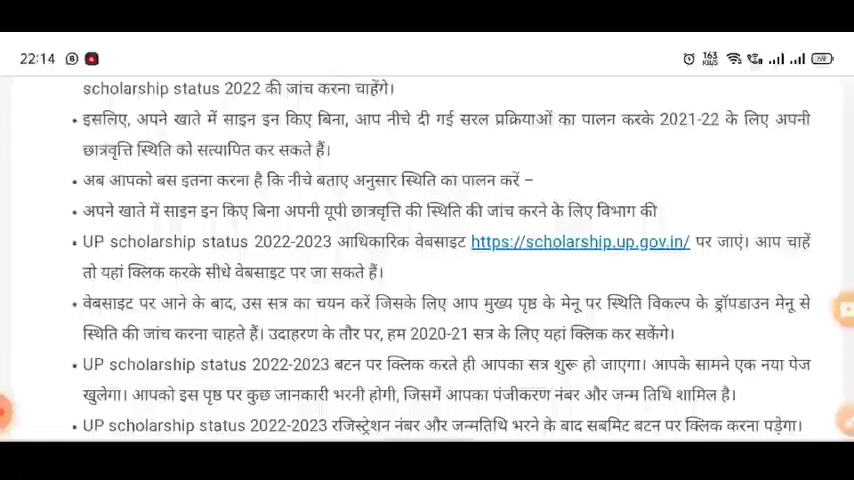 22:14
163
KB/S
scholarship status 2022 की जांच करना चाहेंगे।
• इसलिए, अपने खाते में साइन इन किए बिना, आप नीचे दी गई सरल प्रक्रियाओं का पालन करके 2021-22 के लिए अपनी
छात्रवृत्ति स्थिति को सत्यापित कर सकते हैं।
• अब आपको बस इतना करना है कि नीचे बताए अनुसार स्थिति का पालन करें –
• अपने खाते में साइन इन किए बिना अपनी यूपी छात्रवृत्ति की स्थिति की जांच करने के लिए विभाग की
• UP scholarship status 2022-2023 आधिकारिक वेबसाइट https://scholarship.up.gov.in/ पर जाएं। आप चाहें
तो यहां क्लिक करके सीधे वेबसाइट पर जा सकते हैं।
• वेबसाइट पर आने के बाद, उस सत्र का चयन करें जिसके लिए आप मुख्य पृष्ठ के मेनू पर स्थिति विकल्प के ड्रॉपडाउन मेनू से
स्थिति की जांच करना चाहते हैं। उदाहरण के तौर पर, हम 2020-21 सत्र के लिए यहां क्लिक कर सकेंगे।
• UP scholarship status 2022-2023 बटन पर क्लिक करते ही आपका सत्र शुरू हो जाएगा। आपके सामने एक नया पेज
खुलेगा। आपको इस पृष्ठ पर कुछ जानकारी भरनी होगी, जिसमें आपका पंजीकरण नंबर और जन्म तिथि शामिल है।
• UP scholarship status 2022-2023 रजिस्ट्रेशन नंबर और जन्मतिथि भरने के बाद सबमिट बटन पर क्लिक करना पड़ेगा।